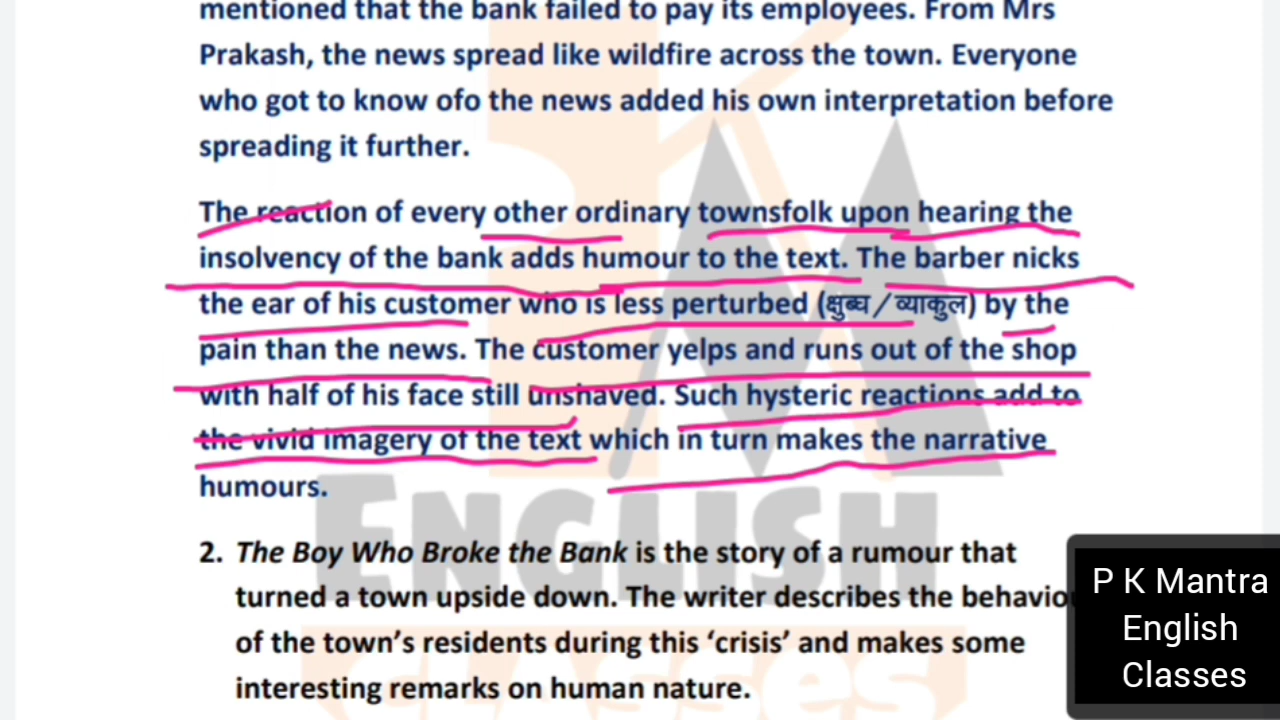 mentioned that the bank failed to pay its employees. From Mrs
Prakash, the news spread like wildfire across the town. Everyone
who got to know ofo the news added his own interpretation before
spreading it further.
The reaction of every other ordinary townsfolk upon hearing the
insolvency of the bank adds humour to the text. The barber nicks
the ear of his customer who is less perturbed (क्षुब्ध/व्याकुल) by the
pain than the news. The customer yelps and runs out of the shop
with half of his face still unshaved. Such hysteric reactions add to
the vivid imagery of the text which in turn makes the narrative
humours.
2. The Boy Who Broke the Bank is the story of a rumour that
turned a town upside down. The writer describes the behaviou
of the town's residents during this 'crisis' and makes some
interesting remarks on human nature.
P K Mantra
English
Classes
ENGLISH
CLASSES